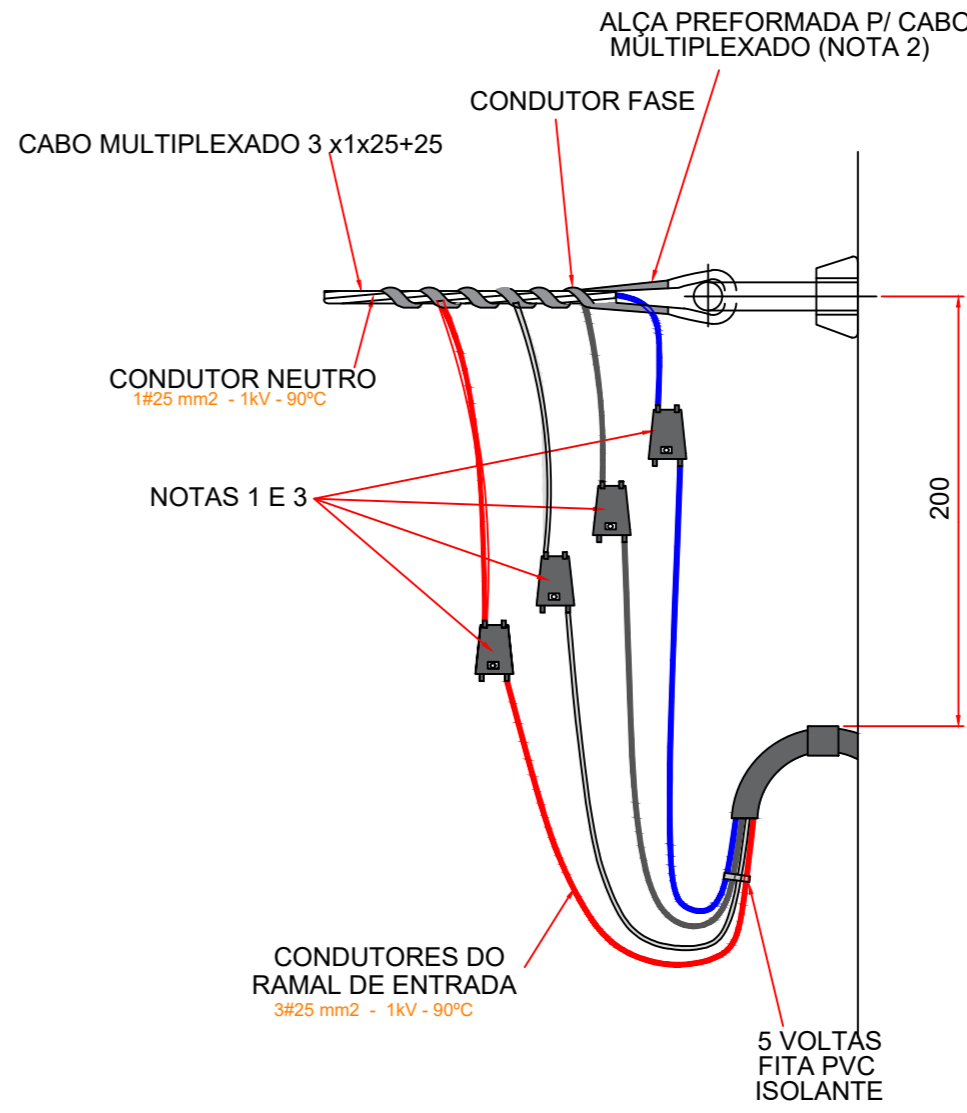 ALÇA PREFORMADA P/ CABO
MULTIPLEXADO (NOTA 2)
CONDUTOR FASE
CABO MULTIPLEXADO 3 x1x25+25
CONDUTOR NEUTRO
1#25 mm2 - 1kV - 90ºC
NOTAS 1 E 3
200
CONDUTORES DO
RAMAL DE ENTRADA
3#25 mm2 - 1kV - 90ºC
5 VOLTAS
FITA PVC
ISOLANTE